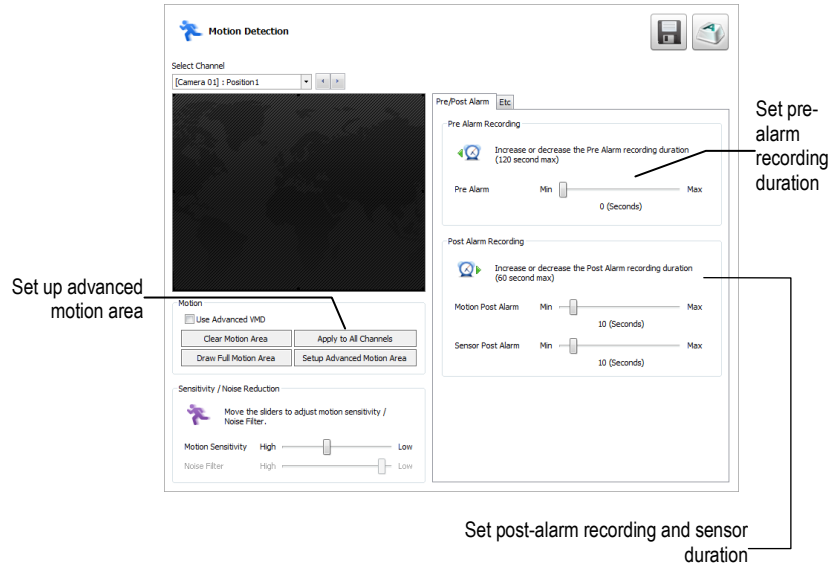 Motion Detection
Select Channel
[Camera 01] : Position1
Pre/Post Alarm
Etc
Pre Alarm Recording
Increase or decrease the Pre Alarm recording duration
(120 second max)
Pre Alarm
Min
Max
0 (Seconds)
Set pre-
alarm
recording
duration
Post Alarm Recording
Increase or decrease the Post Alarm recording duration
(60 second max)
Motion Post Alarm
Min
Max
10 (Seconds)
Sensor Post Alarm
Min
Max
10 (Seconds)
Set up advanced
motion area
Motion
Use Advanced VMD
Clear Motion Area
Apply to All Channels
Draw Full Motion Area
Setup Advanced Motion Area
Sensitivity / Noise Reduction
Move the sliders to adjust motion sensitivity /
Noise Filter.
Motion Sensitivity
High
Low
Noise Filter
High
Low
Set post-alarm recording and sensor
duration